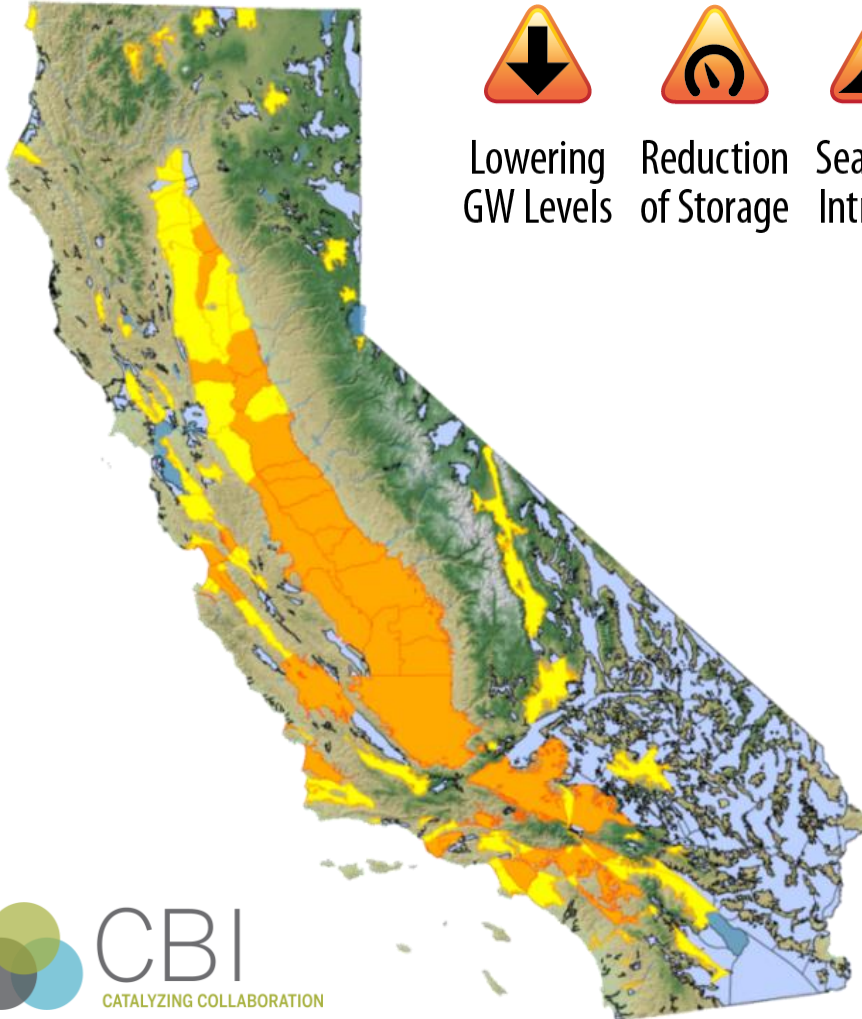 Lowering Reduction
GW Levels of Storage
CBI
CATALYZING COLLABORATION